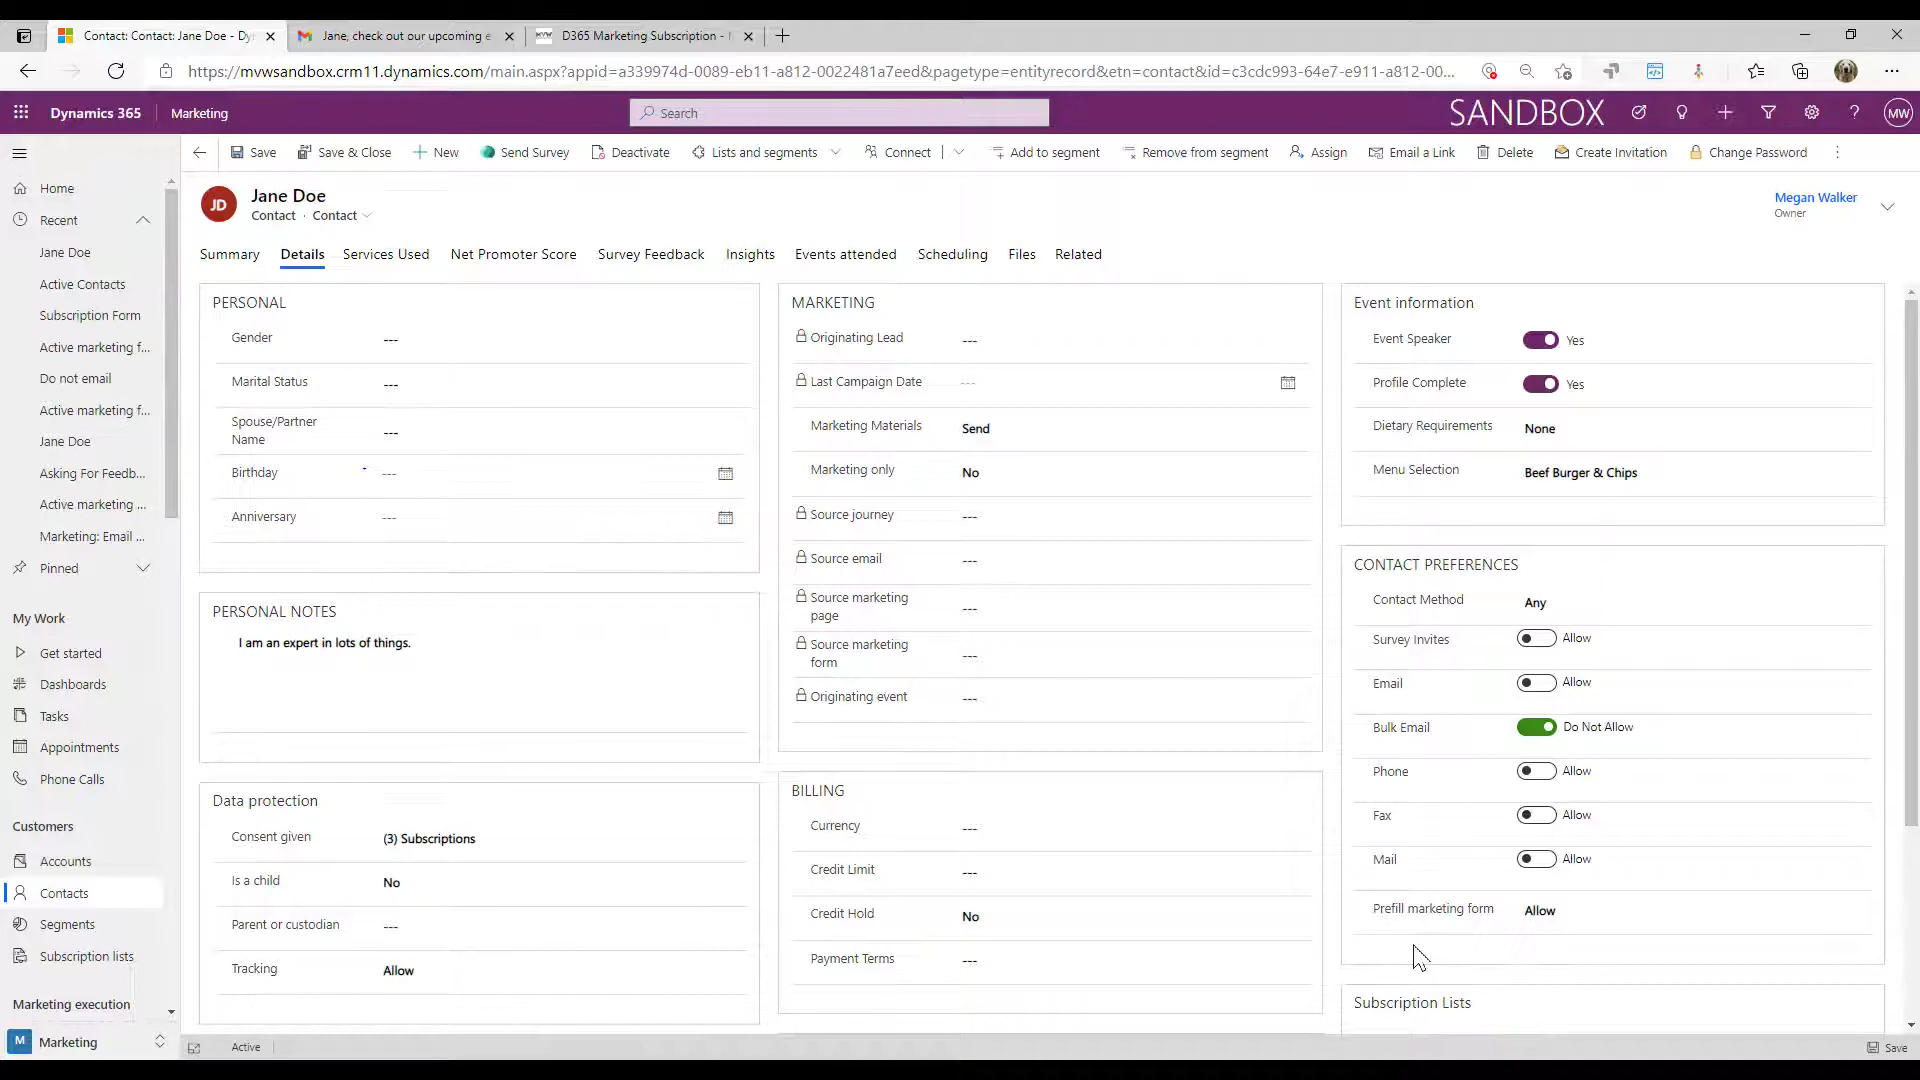 Contact: Contact: Jane Doe - Dy
Jane, check out our upcoming e
D365 Marketing Subscription -
https://mvwsandbox.crm11.dynamics.com/main.aspx?appid=a339974d-0089-eb11-a812-0022481a7eed&pagetype=entityrecord&etn=contact&id=c3cdc993-64e7-e911-a812-00...
Dynamics 365
Marketing
Search
SANDBOX
MW
Save
Save & Close
New
Send Survey
Deactivate
Lists and segments
Connect
Add to segment
Remove from segment
Assign
Email a Link
Delete
Create Invitation
Change Password
Home
Recent
Jane Doe
Active Contacts
Subscription Form
Active marketing f...
Do not email
Active marketing f...
Jane Doe
Asking For Feedb...
Active marketing ...
Marketing: Email ...
Pinned
My Work
Get started
Dashboards
Tasks
Appointments
Phone Calls
Customers
Accounts
Contacts
Segments
Subscription lists
Marketing execution
M Marketing
JD
Jane Doe
Contact · Contact
Megan Walker
Owner
Summary
Details
Services Used
Net Promoter Score
Survey Feedback
Insights
Events attended
Scheduling
Files
Related
PERSONAL
Gender ---
Marital Status ---
Spouse/Partner
Name ---
Birthday ---
Anniversary ---
PERSONAL NOTES
I am an expert in lots of things.
Data protection
Consent given (3) Subscriptions
Is a child No
Parent or custodian ---
Tracking Allow
MARKETING
Originating Lead ---
Last Campaign Date ---
Marketing Materials Send
Marketing only No
Source journey ---
Source email ---
Source marketing
page ---
Source marketing
form ---
Originating event ---
BILLING
Currency ---
Credit Limit ---
Credit Hold No
Payment Terms ---
Event information
Event Speaker Yes
Profile Complete Yes
Dietary Requirements None
Menu Selection Beef Burger & Chips
CONTACT PREFERENCES
Contact Method Any
Survey Invites Allow
Email Allow
Bulk Email Do Not Allow
Phone Allow
Fax Allow
Mail Allow
Prefill marketing form Allow
Subscription Lists
Active
Save